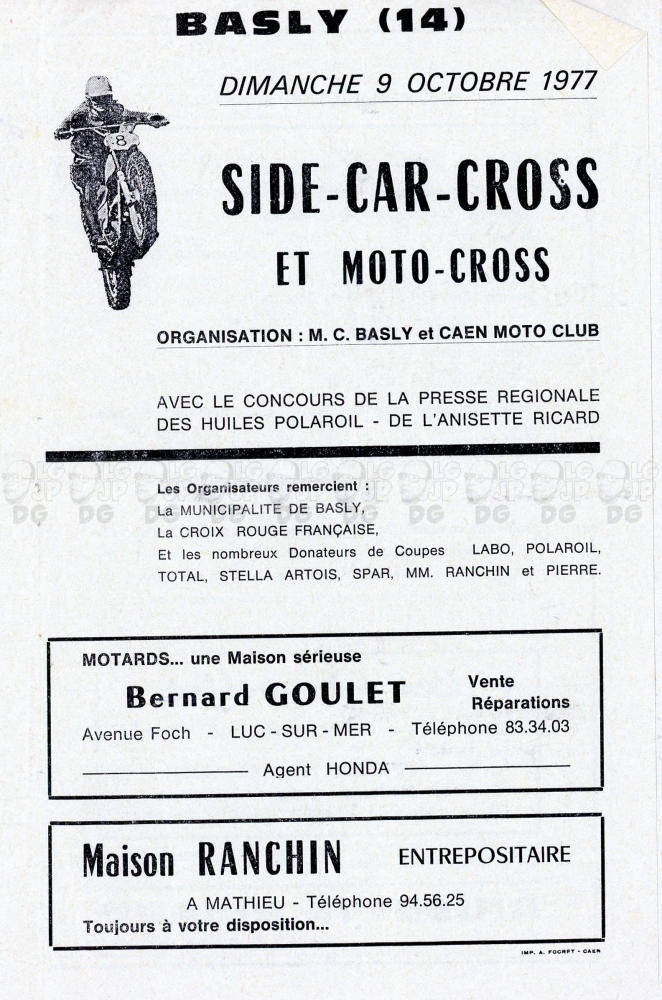 BASLY (14)
DIMANCHE 9 OCTOBRE 1977
8
SIDE-CAR-CROSS
ET MOTO-CROSS
ORGANISATION : M. C. BASLY et CAEN MOTO CLUB
AVEC LE CONCOURS DE LA PRESSE REGIONALE
DES HUILES POLAROIL - DE L'ANISETTE RICARD
Les Organisateurs remercient :
La MUNICIPALITE DE BASLY,
La CROIX ROUGE FRANÇAISE,
Et les nombreux Donateurs de Coupes LABO, POLAROIL,
TOTAL, STELLA ARTOIS, SPAR, MM. RANCHIN et PIERRE.
MOTARDS... une Maison sérieuse
Bernard GOULET
Vente
Réparations
Avenue Foch - LUC - SUR - MER - Téléphone 83.34.03
Agent HONDA
Maison RANCHIN ENTREPOSITAIRE
A MATHIEU - Téléphone 94.56.25
Toujours à votre disposition...
IMP. A. - CAEN